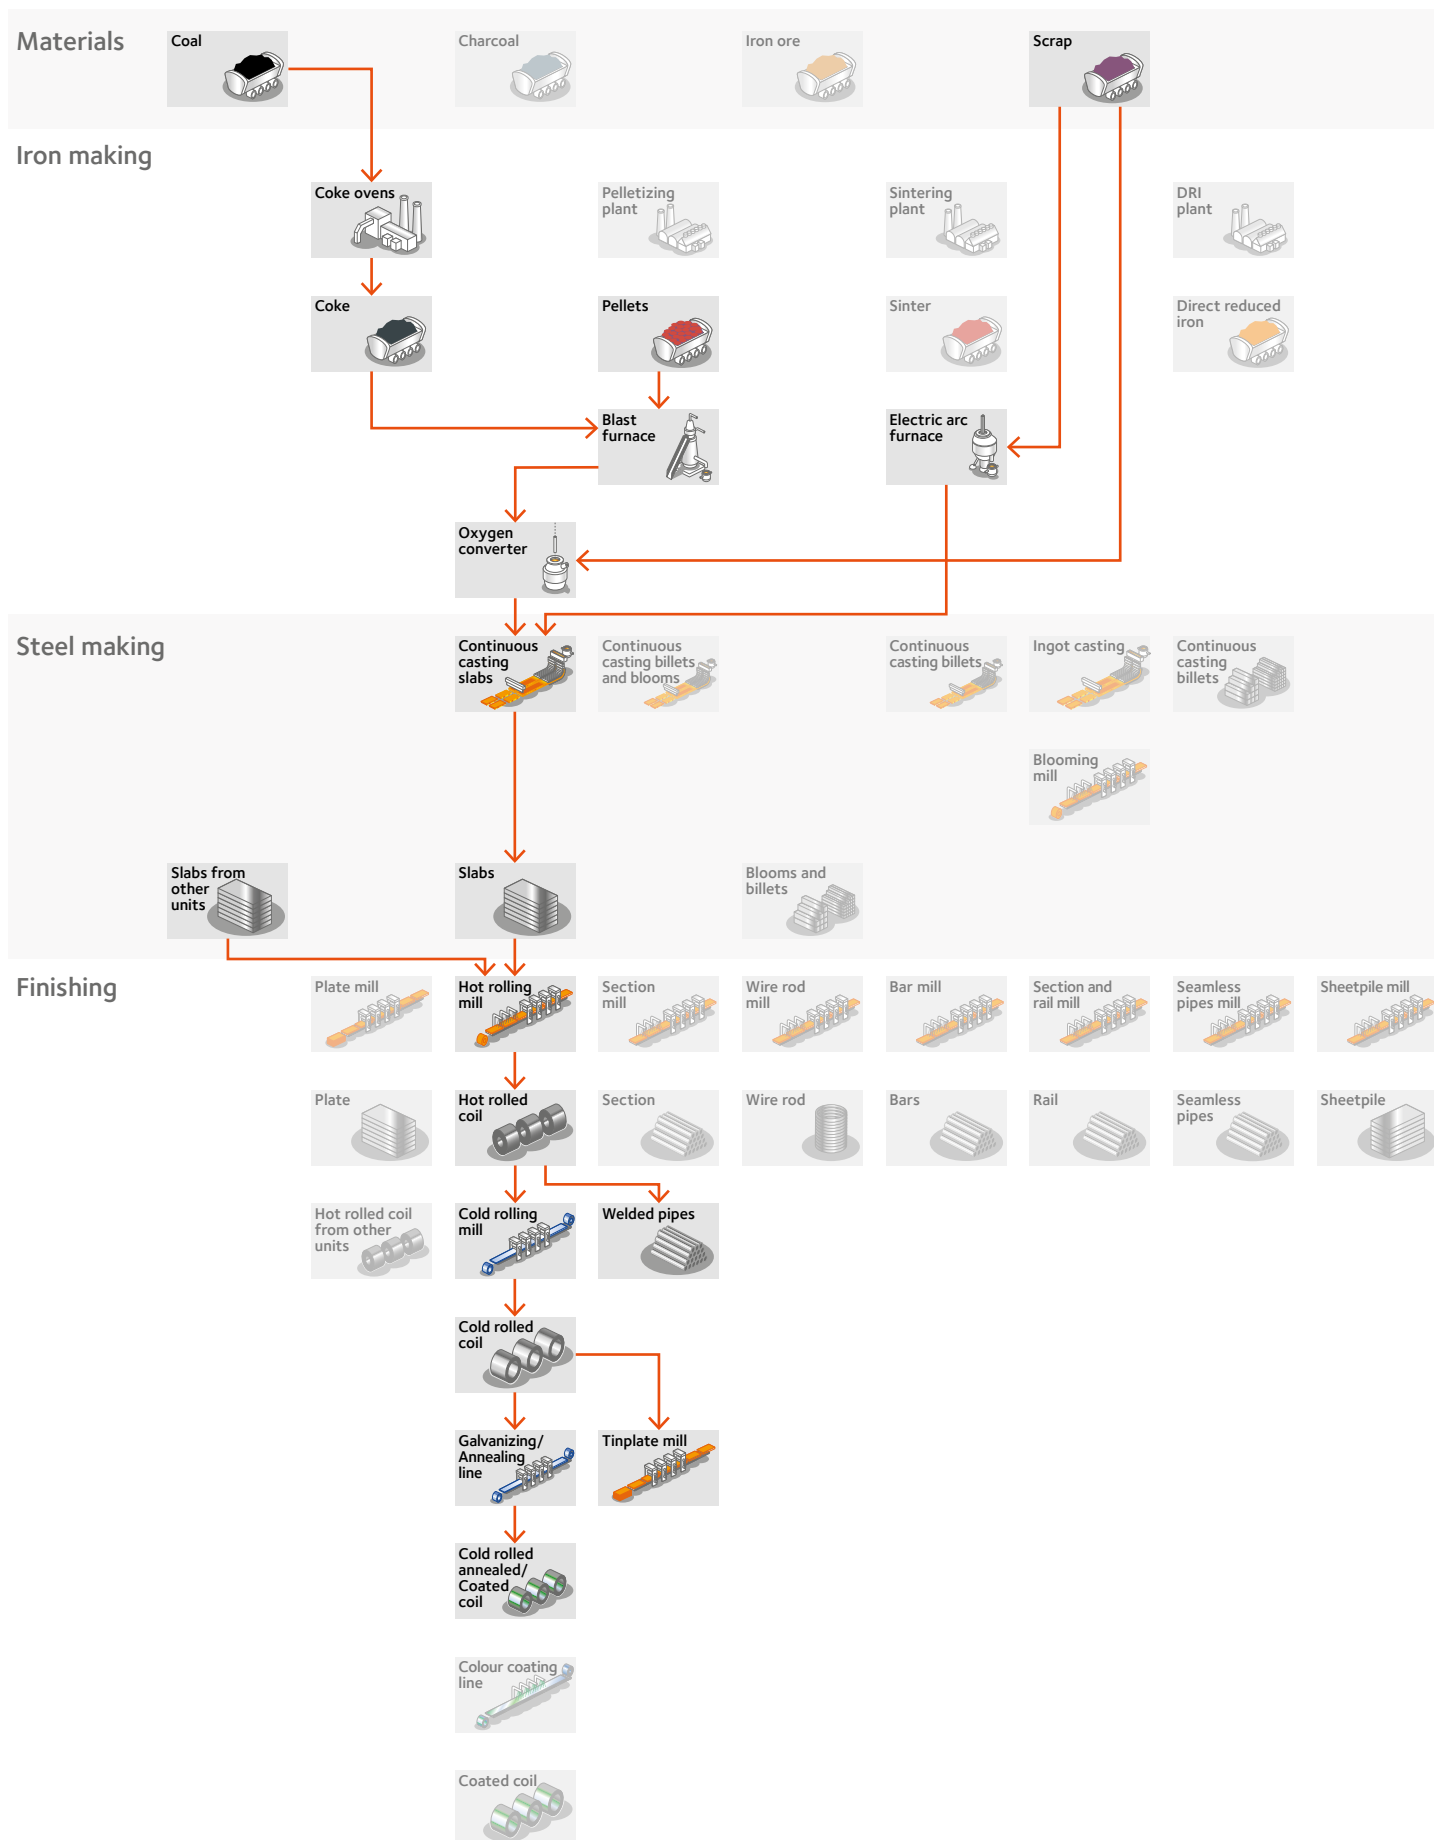 Materials
Coal
Charcoal
Iron ore
Scrap
Iron making
Coke ovens
Pelletizing
plant
Sintering
plant
DRI
plant
Coke
Pellets
Sinter
Direct reduced
iron
Blast
furnace
Electric arc
furnace
Oxygen
converter
Steel making
Continuous
casting
slabs
Continuous
casting billets
and blooms
Continuous
casting billets
Ingot casting
Continuous
casting
billets
Blooming
mill
Slabs from
other
units
Slabs
Blooms and
billets
Finishing
Plate mill
Hot rolling
mill
Section
mill
Wire rod
mill
Bar mill
Section and
rail mill
Seamless
pipes mill
Sheetpile mill
Plate
Hot rolled
coil
Section
Wire rod
Bars
Rail
Seamless
pipes
Sheetpile
Hot rolled coil
from other
units
Cold rolling
mill
Welded pipes
Cold rolled
coil
Galvanizing/
Annealing
line
Tinplate mill
Cold rolled
annealed/
Coated
coil
Colour coating
line
Coated coil